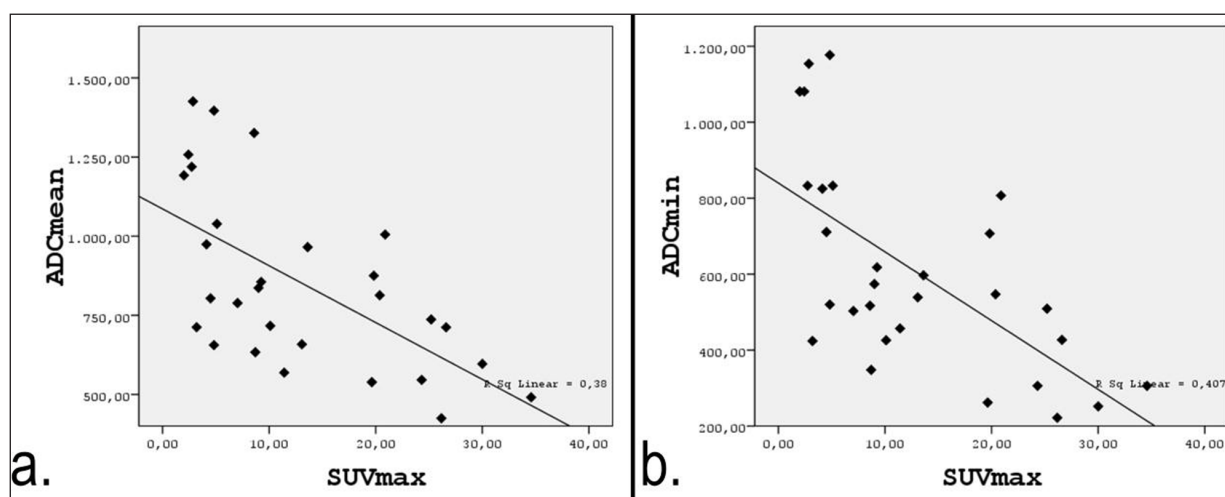 1.500,00
1.250,00
1.000,00
750,00
500,00
ADCmean
R Sq Linear = 0,38
0,00 10,00 20,00 30,00 40,00
SUVmax
a.
1.200,00
1.000,00
800,00
600,00
400,00
200,00
ADCmin
R Sq Linear = 0,407
0,00 10,00 20,00 30,00 40,00
SUVmax
b.